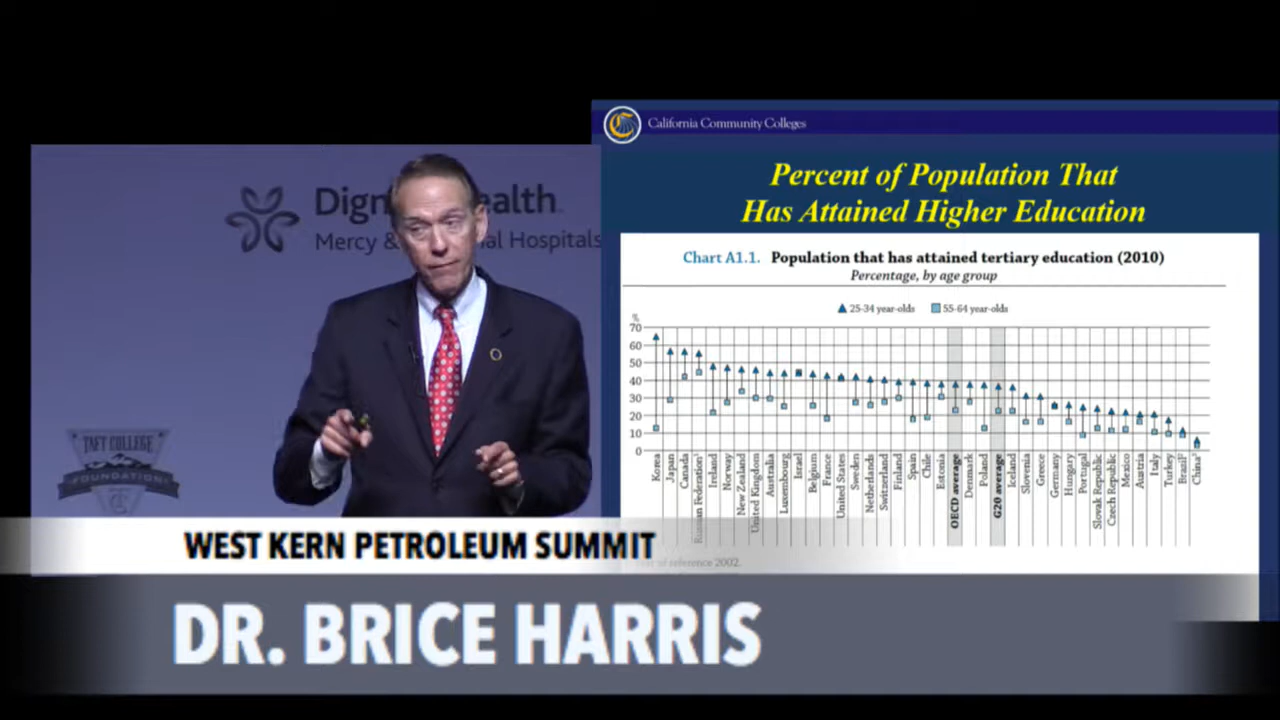 California Community Colleges
Percent of Population That
Has Attained Higher Education
Chart A1.1. Population that has attained tertiary education (2010)
Percentage, by age group
25-34 year-olds 55-64 year-olds
%
70
60
50
40
30
20
10
0
Korea
Japan
Canada
Russian Federation¹
Ireland
Norway
New Zealand
United Kingdom
Australia
Luxembourg
Israel
Belgium
France
United States
Sweden
Netherlands
Switzerland
Finland
Spain
Chile
Estonia
OECD average
Denmark
Poland
G20 average
Iceland
Slovenia
Greece
Germany
Hungary
Portugal
Slovak Republic
Czech Republic
Mexico
Austria
Italy
Turkey
Brazil
China
of reference 2002.
Health
Mercy & Hospitals
TAFT COLLEGE
FOUNDATION
WEST KERN PETROLEUM SUMMIT
DR. BRICE HARRIS